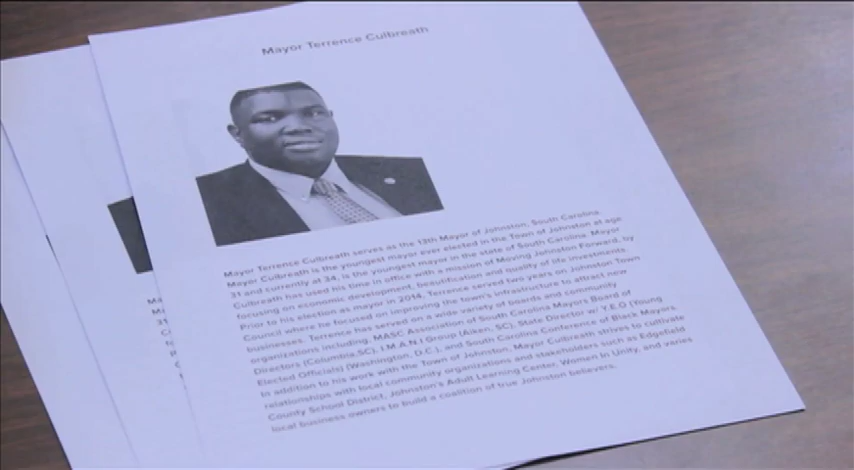 Mayor Terrence Culbreath
Mayor Terrence Culbreath serves as the 13th Mayor of Johnston, South Carolina.
Mayor Culbreath is the youngest mayor ever elected in the Town of Johnston at age
31 and currently at 34, is the youngest mayor in the state of South Carolina. Mayor
Culbreath has used his time in office with a mission of Moving Johnston Forward, by
focusing on economic development, beautification and quality of life investments.
Prior to his election as mayor in 2014, Terrence served two years on Johnston Town
Council where he focused on improving the town's infrastructure to attract new
businesses. Terrence has served on a wide variety of boards and community
organizations including, MASC Association of South Carolina Mayors Board of
Directors (Columbia,SC), I.M.A.N.I Group (Aiken, SC), State Director w/ Y.E.O (Young
Elected Officials) (Washington, D.C.), and South Carolina Conference of Black Mayors.
In addition to his work with the Town of Johnston, Mayor Culbreath strives to cultivate
relationships with local community organizations and stakeholders such as Edgefield
County School District, Johnston's Adult Learning Center, Women in Unity, and varies
local business owners to build a coalition of true Johnston believers.